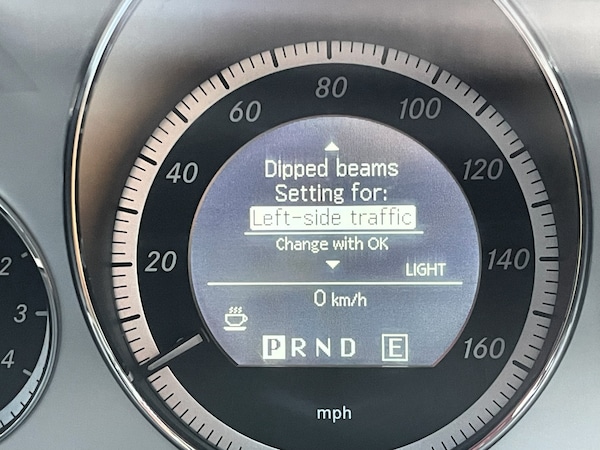 80
60
100
40
120
20
140
160
Dipped beams
Setting for:
Left-side traffic
Change with OK
LIGHT
0 km/h
P R N D E
mph
2
3
4